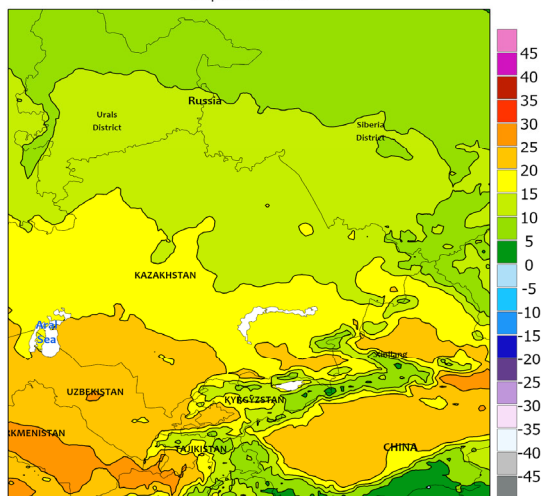 Russia
Urals
District
Siberia
District
KAZAKHSTAN
Aral
Sea
Xinjiang
UZBEKISTAN
KYRGYZSTAN
RKMENISTAN
TAJIKISTAN
CHINA
45
40
35
30
25
20
15
10
5
0
-5
-10
-15
-20
-25
-30
-35
-40
-45